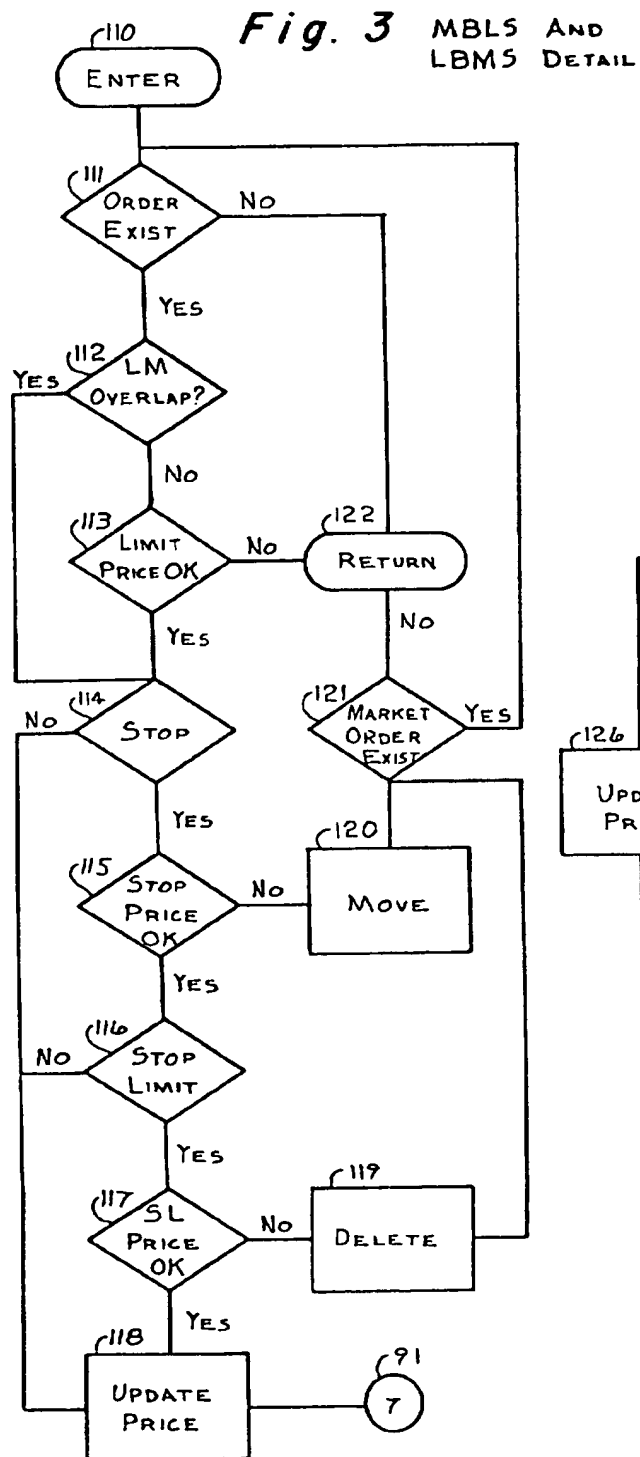 Fig. 3 MBLS AND
LBMS DETAIL
110
ENTER
111
ORDER
EXIST
NO
YES
112
LM
OVERLAP?
YES
NO
113
LIMIT
PRICE OK
NO
122
RETURN
YES
NO
114
STOP
NO
121
MARKET
ORDER
EXIST
YES
126
UPD
PR
YES
115
STOP
PRICE
OK
NO
120
MOVE
YES
116
STOP
LIMIT
NO
YES
117
SL
PRICE
OK
NO
119
DELETE
YES
118
UPDATE
PRICE
91
7